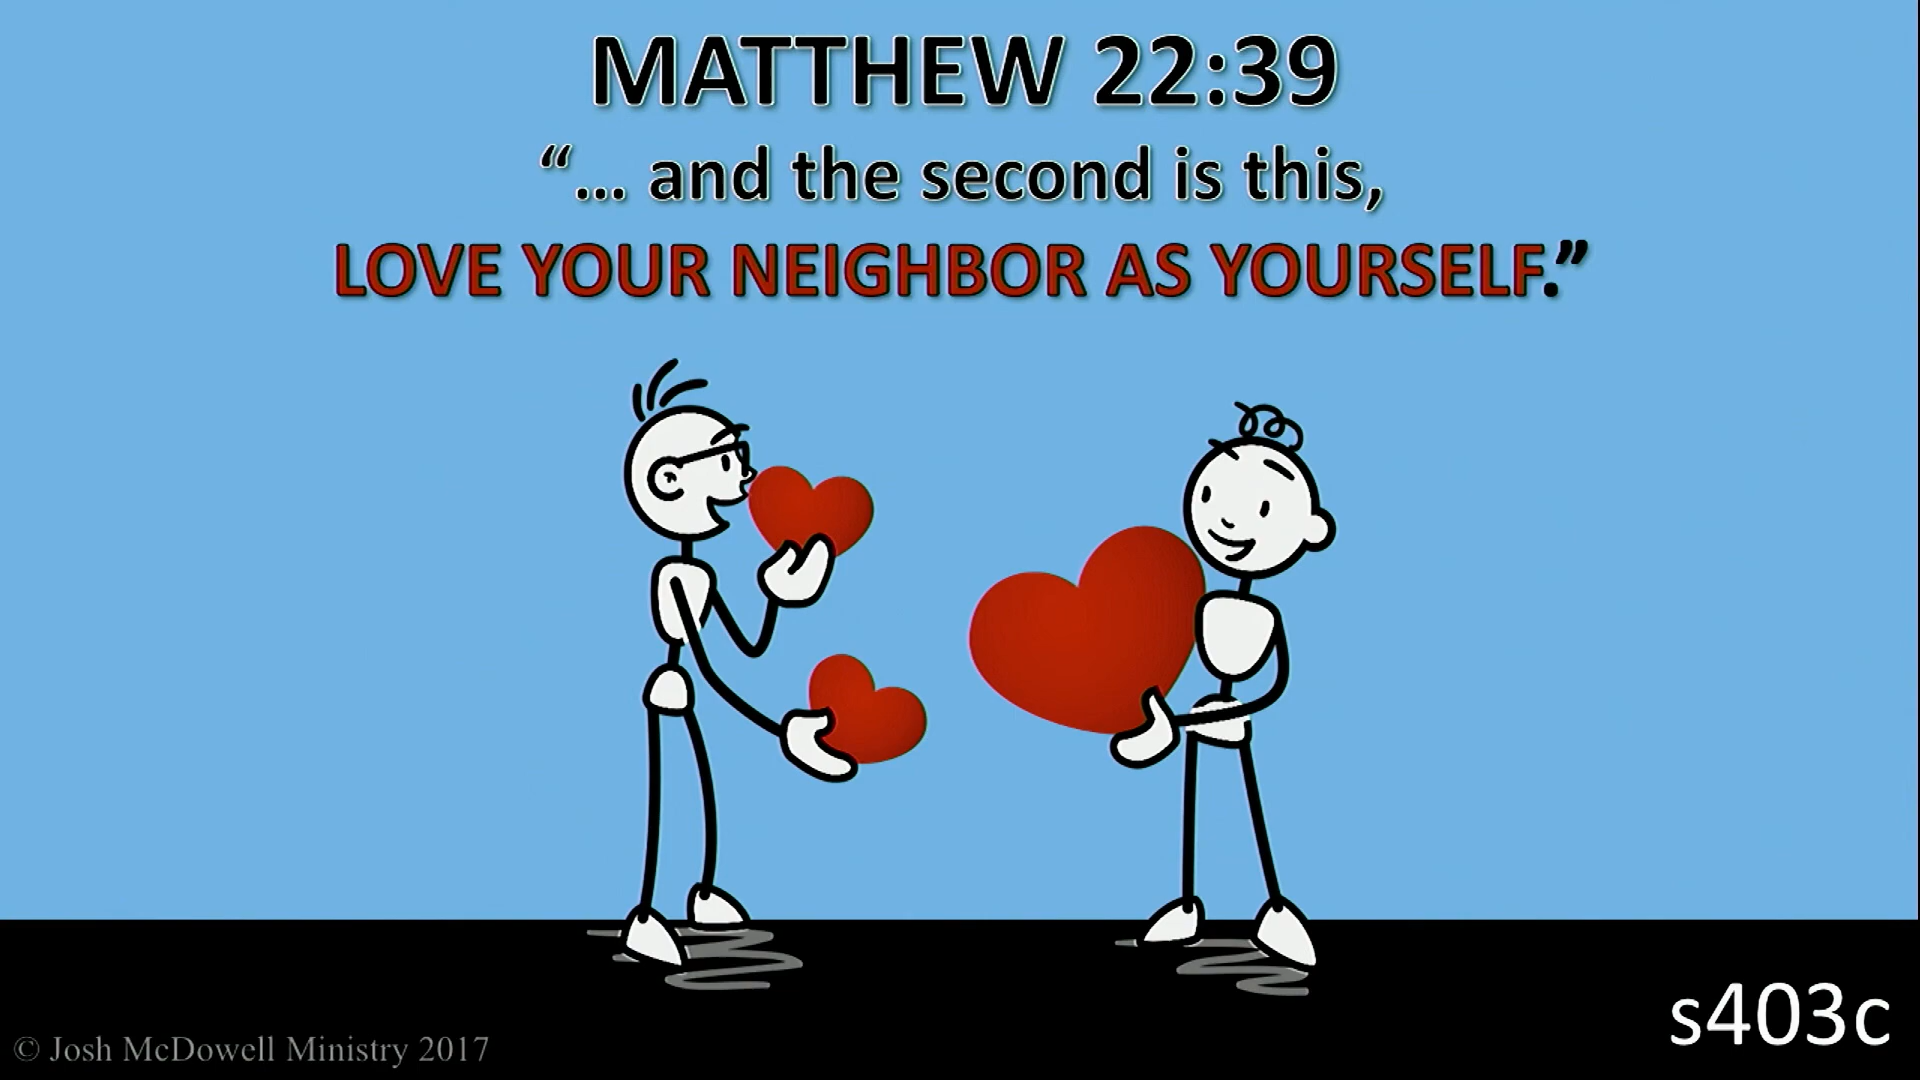 MATTHEW 22:39
“... and the second is this,
LOVE YOUR NEIGHBOR AS YOURSELF.”
s403c
© Josh McDowell Ministry 2017